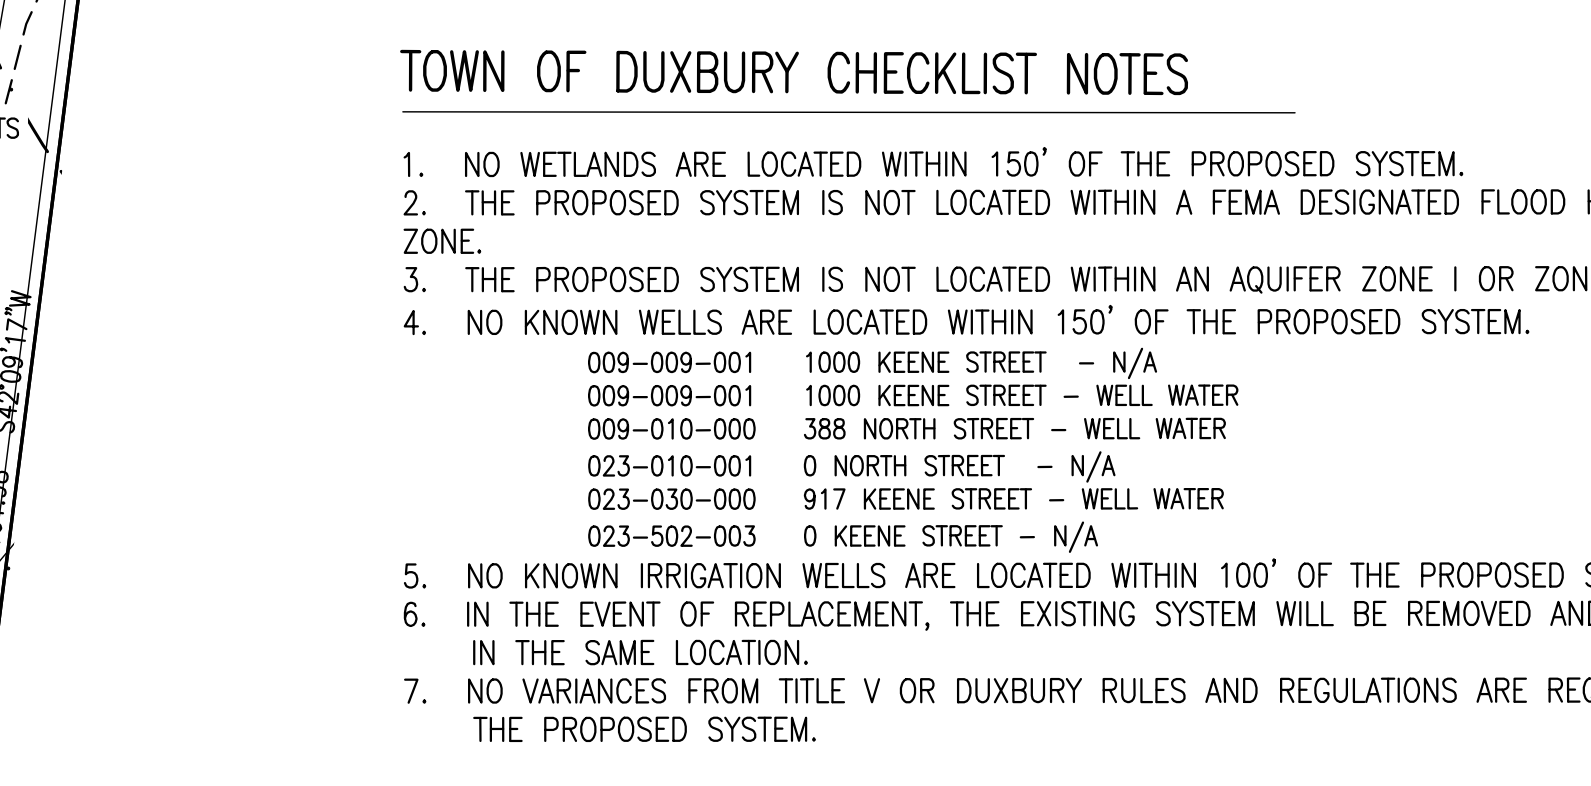 TOWN OF DUXBURY CHECKLIST NOTES
1. NO WETLANDS ARE LOCATED WITHIN 150' OF THE PROPOSED SYSTEM.
2. THE PROPOSED SYSTEM IS NOT LOCATED WITHIN A FEMA DESIGNATED FLOOD
ZONE.
3. THE PROPOSED SYSTEM IS NOT LOCATED WITHIN AN AQUIFER ZONE I OR ZON
4. NO KNOWN WELLS ARE LOCATED WITHIN 150' OF THE PROPOSED SYSTEM.
009-009-001 1000 KEENE STREET - N/A
009-009-001 1000 KEENE STREET - WELL WATER
009-010-000 388 NORTH STREET - WELL WATER
023-010-001 0 NORTH STREET - N/A
023-030-000 917 KEENE STREET - WELL WATER
023-502-003 0 KEENE STREET - N/A
5. NO KNOWN IRRIGATION WELLS ARE LOCATED WITHIN 100' OF THE PROPOSED S
6. IN THE EVENT OF REPLACEMENT, THE EXISTING SYSTEM WILL BE REMOVED AN
IN THE SAME LOCATION.
7. NO VARIANCES FROM TITLE V OR DUXBURY RULES AND REGULATIONS ARE RE
THE PROPOSED SYSTEM.
TS
S42°09'17"W